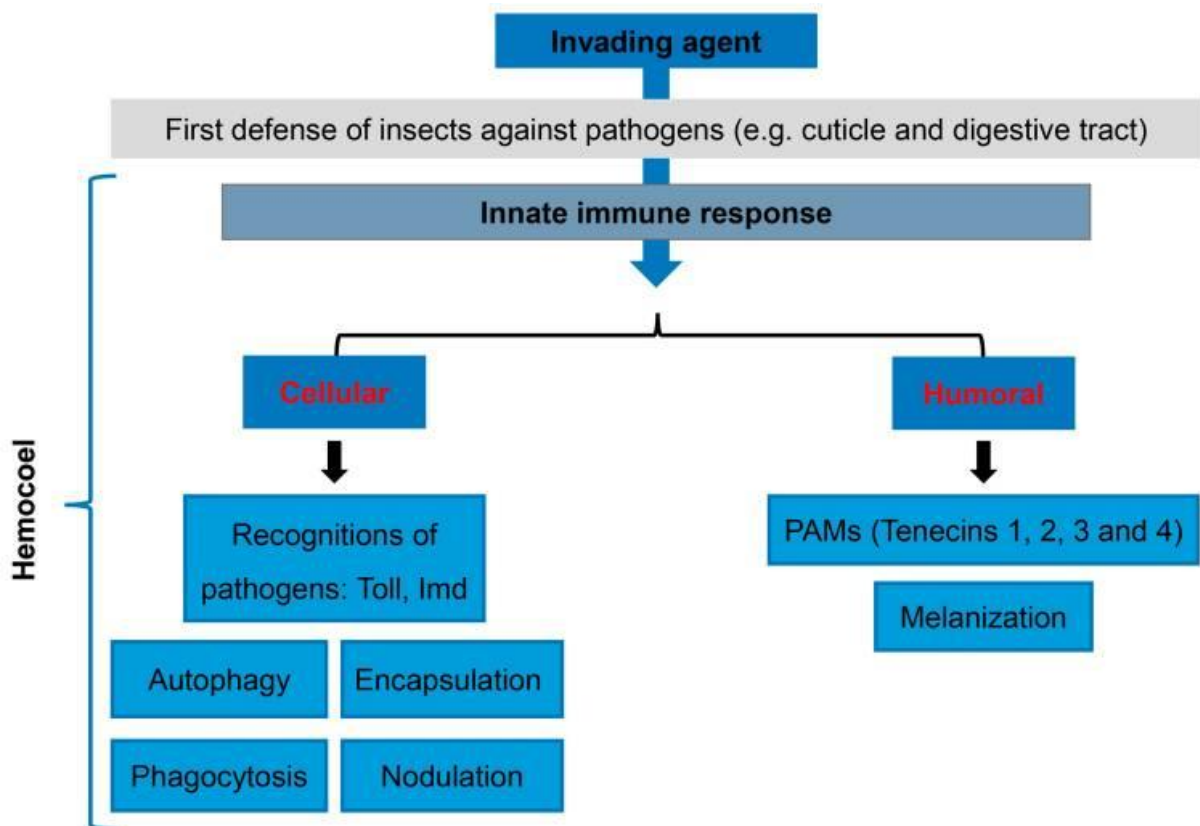 Invading agent
First defense of insects against pathogens (e.g. cuticle and digestive tract)
Innate immune response
Hemocoel
Cellular
Humoral
Recognitions of
pathogens: Toll, Imd
PAMs (Tenecins 1, 2, 3 and 4)
Melanization
Autophagy
Encapsulation
Phagocytosis
Nodulation